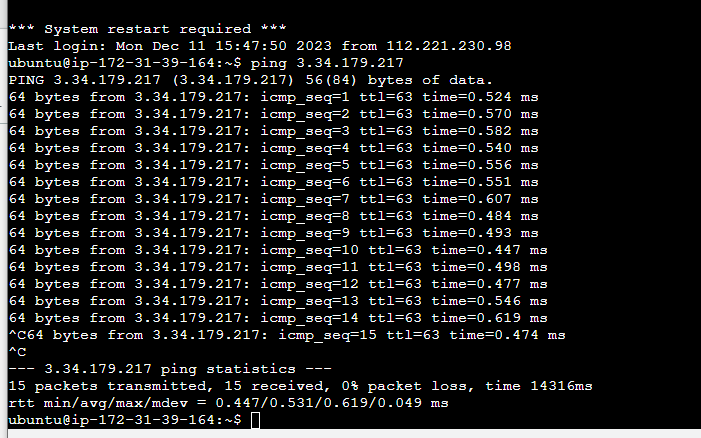 *** System restart required ***
Last login: Mon Dec 11 15:47:50 2023 from 112.221.230.98
ubuntu@ip-172-31-39-164:~$ ping 3.34.179.217
PING 3.34.179.217 (3.34.179.217) 56(84) bytes of data.
64 bytes from 3.34.179.217: icmp_seq=1 ttl=63 time=0.524 ms
64 bytes from 3.34.179.217: icmp_seq=2 ttl=63 time=0.570 ms
64 bytes from 3.34.179.217: icmp_seq=3 ttl=63 time=0.582 ms
64 bytes from 3.34.179.217: icmp_seq=4 ttl=63 time=0.540 ms
64 bytes from 3.34.179.217: icmp_seq=5 ttl=63 time=0.556 ms
64 bytes from 3.34.179.217: icmp_seq=6 ttl=63 time=0.551 ms
64 bytes from 3.34.179.217: icmp_seq=7 ttl=63 time=0.607 ms
64 bytes from 3.34.179.217: icmp_seq=8 ttl=63 time=0.484 ms
64 bytes from 3.34.179.217: icmp_seq=9 ttl=63 time=0.493 ms
64 bytes from 3.34.179.217: icmp_seq=10 ttl=63 time=0.447 ms
64 bytes from 3.34.179.217: icmp_seq=11 ttl=63 time=0.498 ms
64 bytes from 3.34.179.217: icmp_seq=12 ttl=63 time=0.477 ms
64 bytes from 3.34.179.217: icmp_seq=13 ttl=63 time=0.546 ms
64 bytes from 3.34.179.217: icmp_seq=14 ttl=63 time=0.619 ms
^C64 bytes from 3.34.179.217: icmp_seq=15 ttl=63 time=0.474 ms
^C
--- 3.34.179.217 ping statistics ---
15 packets transmitted, 15 received, 0% packet loss, time 14316ms
rtt min/avg/max/mdev = 0.447/0.531/0.619/0.049 ms
ubuntu@ip-172-31-39-164:~$